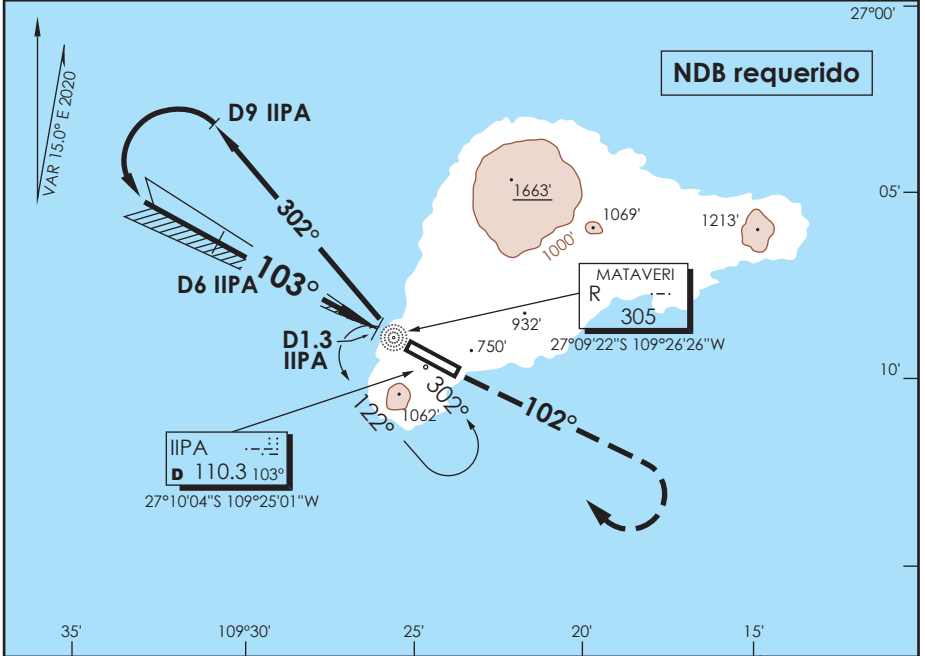 27°00'
NDB requerido
VAR 15.0° E 2020
D9 IIPA
302°
1663'
05'
1069'
1213'
1000'
D6 IIPA
103°
MATAVERI
R
305
27°09'22"S 109°26'26"W
932'
D1.3
IIPA
750'
10'
302°
122°
1062'
102°
IIPA
D 110.3 103°
27°10'04"S 109°25'01"W
35'
109°30'
25'
20'
15'